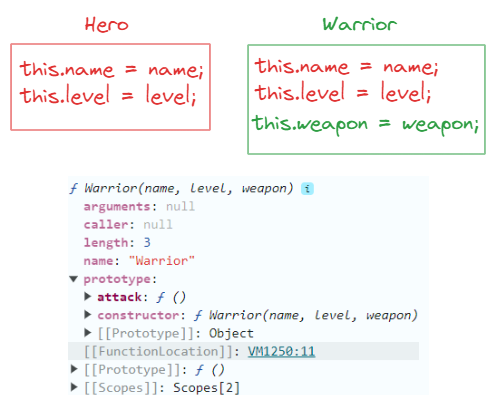 Hero
this.name = name;
this.level = level;
Warrior
this.name = name;
this.level = level;
this.weapon = weapon;
ƒ Warrior(name, level, weapon) i
arguments: null
caller: null
length: 3
name: "Warrior"
▼ prototype:
▶ attack: ƒ ()
▶ constructor: ƒ Warrior(name, level, weapon)
▶ [[Prototype]]: Object
[[FunctionLocation]]: VM1250:11
▶ [[Prototype]]: ƒ ()
▶ [[Scopes]]: Scopes[2]